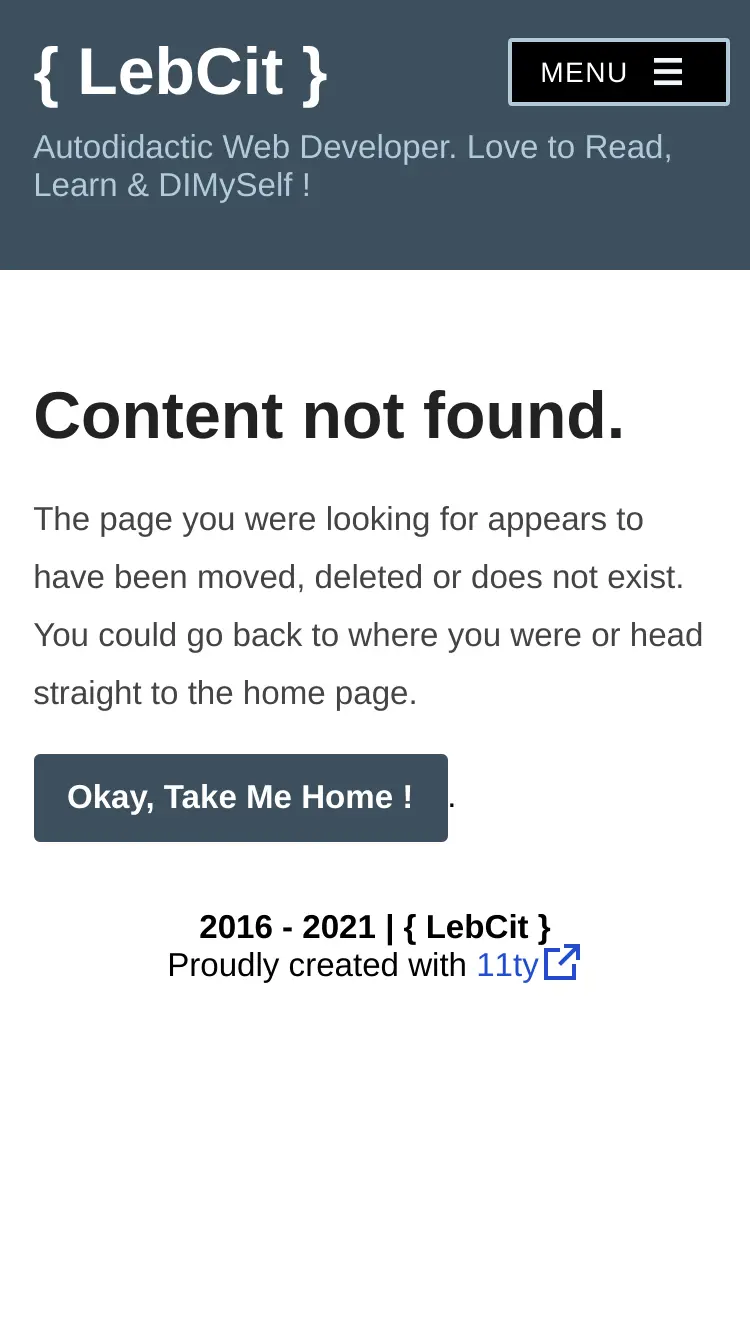 { LebCit }
MENU
Autodidactic Web Developer. Love to Read,
Learn & DIMySelf !
Content not found.
The page you were looking for appears to
have been moved, deleted or does not exist.
You could go back to where you were or head
straight to the home page.
Okay, Take Me Home ! .
2016 - 2021 | { LebCit }
Proudly created with 11ty